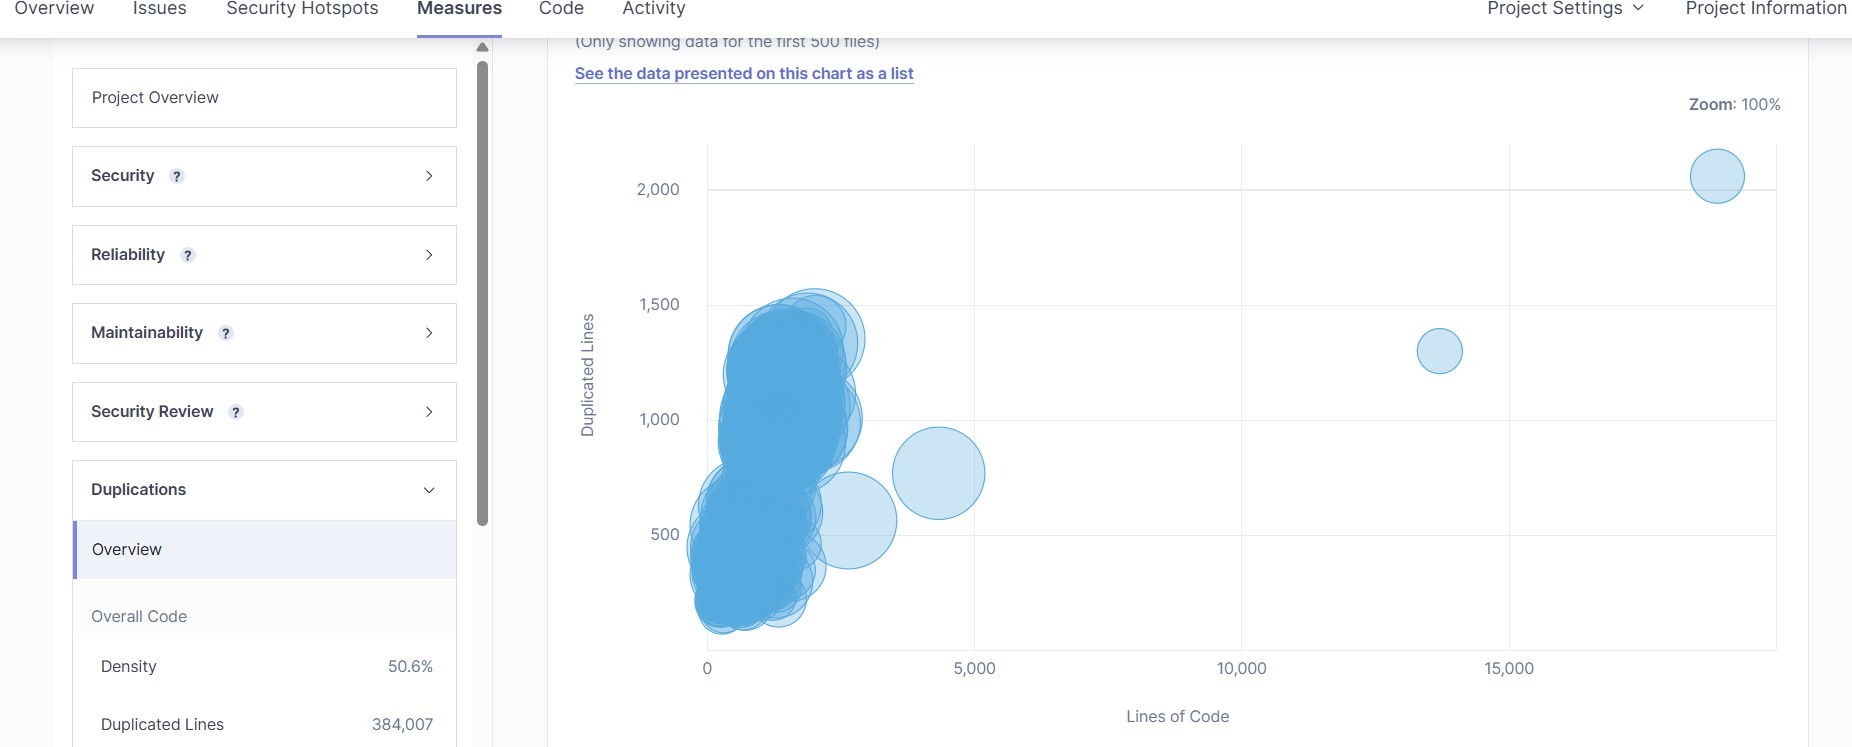 Overview Issues Security Hotspots Measures Code Activity Project Settings Project Information
(Only showing data for the first 500 files)
See the data presented on this chart as a list
Zoom: 100%
Project Overview
Security ?
Reliability ?
Maintainability ?
Security Review ?
Duplications
Overview
Overall Code
Density 50.6%
Duplicated Lines 384,007
Duplicated Lines
2,000
1,500
1,000
500
0 5,000 10,000 15,000
Lines of Code